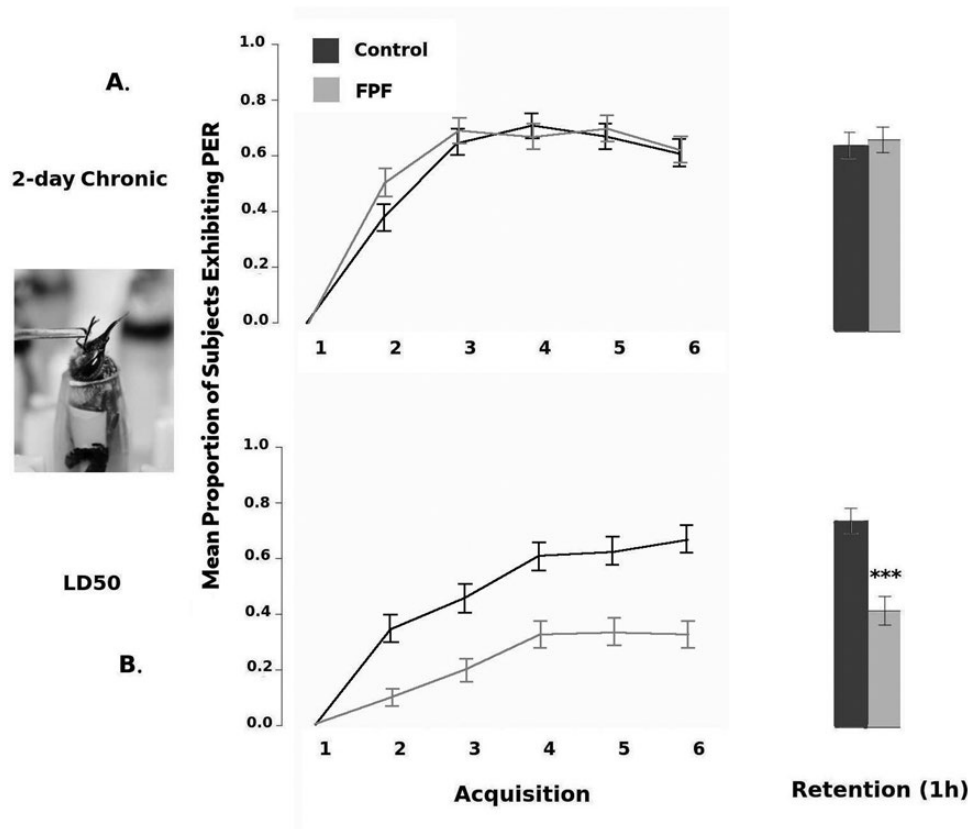 A.
2-day Chronic
Mean Proportion of Subjects Exhibiting PER
Control
FPF
1.0
0.8
0.6
0.4
0.2
0.0
1 2 3 4 5 6
LD50
B.
1.0
0.8
0.6
0.4
0.2
0.0
1 2 3 4 5 6
***
Acquisition
Retention (1h)